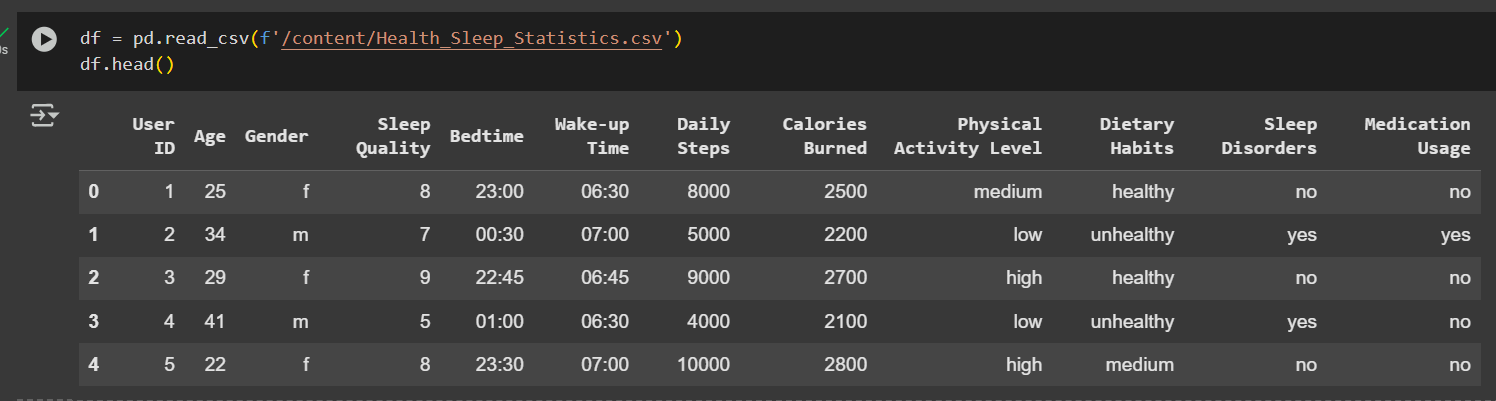 df = pd.read_csv(f'/content/Health_Sleep_Statistics.csv')
df.head()
User ID Age Gender Sleep Quality Bedtime Wake-up Time Daily Steps Calories Burned Physical Activity Level Dietary Habits Sleep Disorders Medication Usage
0 1 25 f 8 23:00 06:30 8000 2500 medium healthy no no
1 2 34 m 7 00:30 07:00 5000 2200 low unhealthy yes yes
2 3 29 f 9 22:45 06:45 9000 2700 high healthy no no
3 4 41 m 5 01:00 06:30 4000 2100 low unhealthy yes no
4 5 22 f 8 23:30 07:00 10000 2800 high medium no no